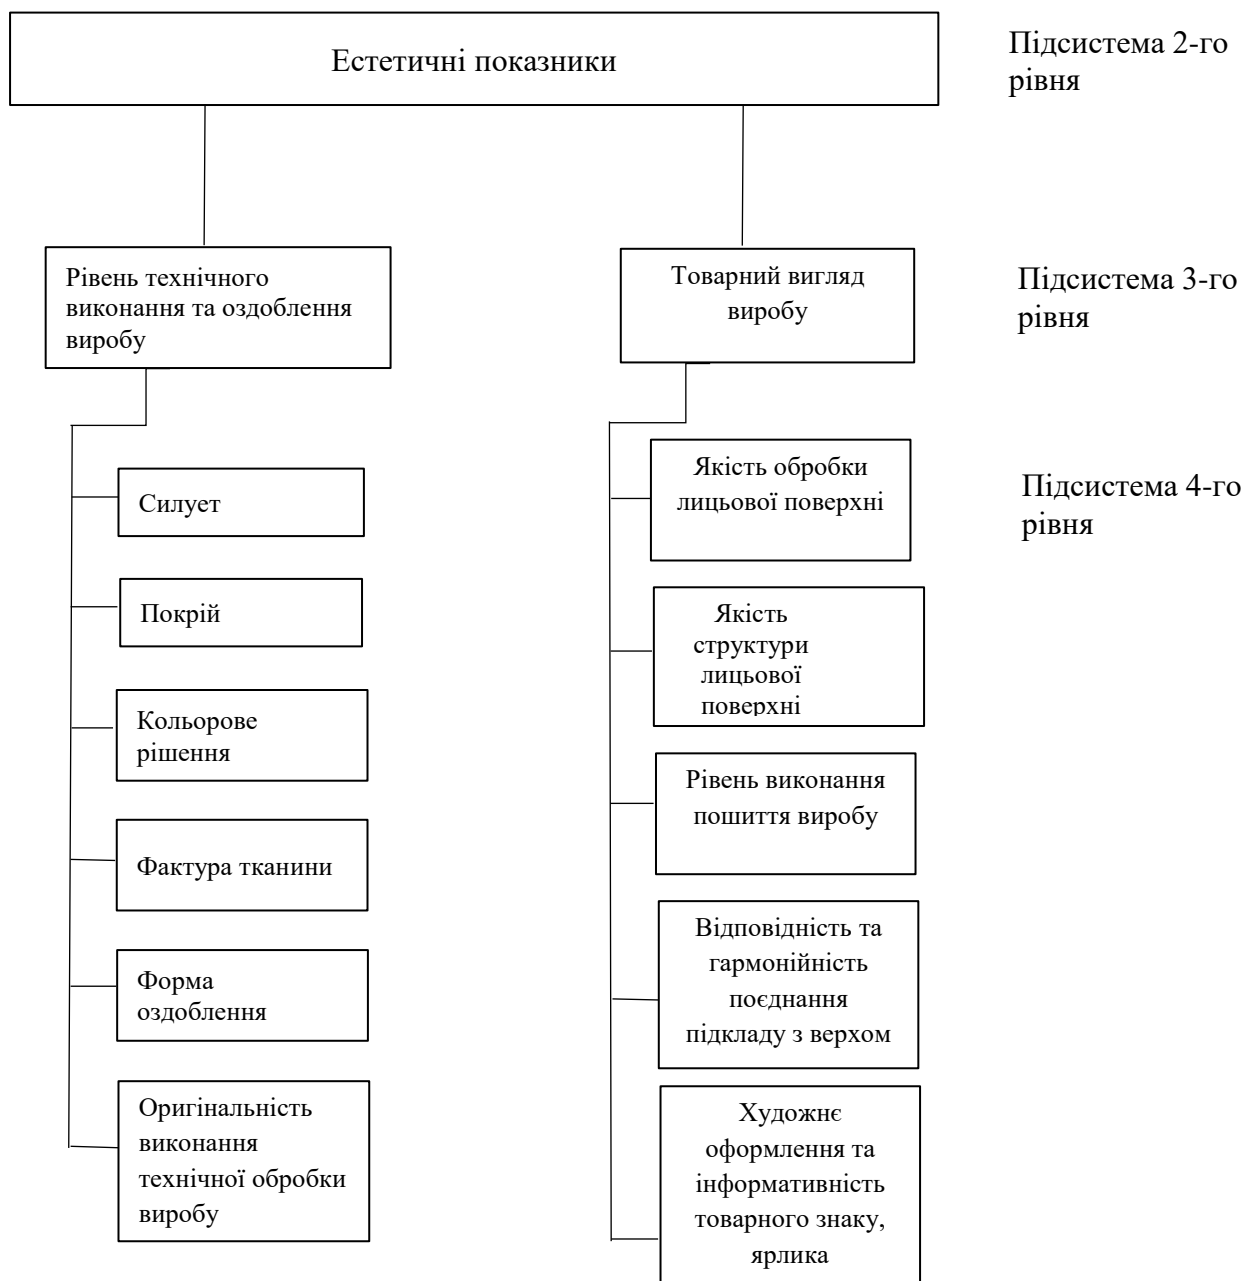 Естетичні показники
Підсистема 2-го
рівня
Рівень технічного
виконання та оздоблення
виробу
Товарний вигляд
виробу
Підсистема 3-го
рівня
Силует
Покрій
Кольорове
рішення
Фактура тканини
Форма
оздоблення
Оригінальність
виконання
технічної обробки
виробу
Якість обробки
лицьової поверхні
Якість
структури
лицьової
поверхні
Рівень виконання
пошиття виробу
Відповідність та
гармонійність
поєднання
підкладу з верхом
Художнє
оформлення та
інформативність
товарного знаку,
ярлика
Підсистема 4-го
рівня